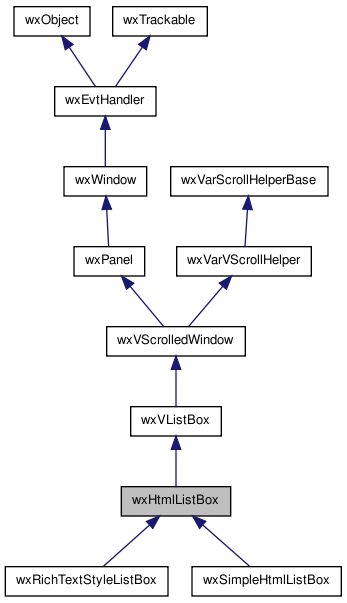 wxObject
wxTrackable
wxEvtHandler
wxWindow
wxVarScrollHelperBase
wxPanel
wxVarVScrollHelper
wxVScrolledWindow
wxVListBox
wxHtmlListBox
wxRichTextStyleListBox
wxSimpleHtmlListBox